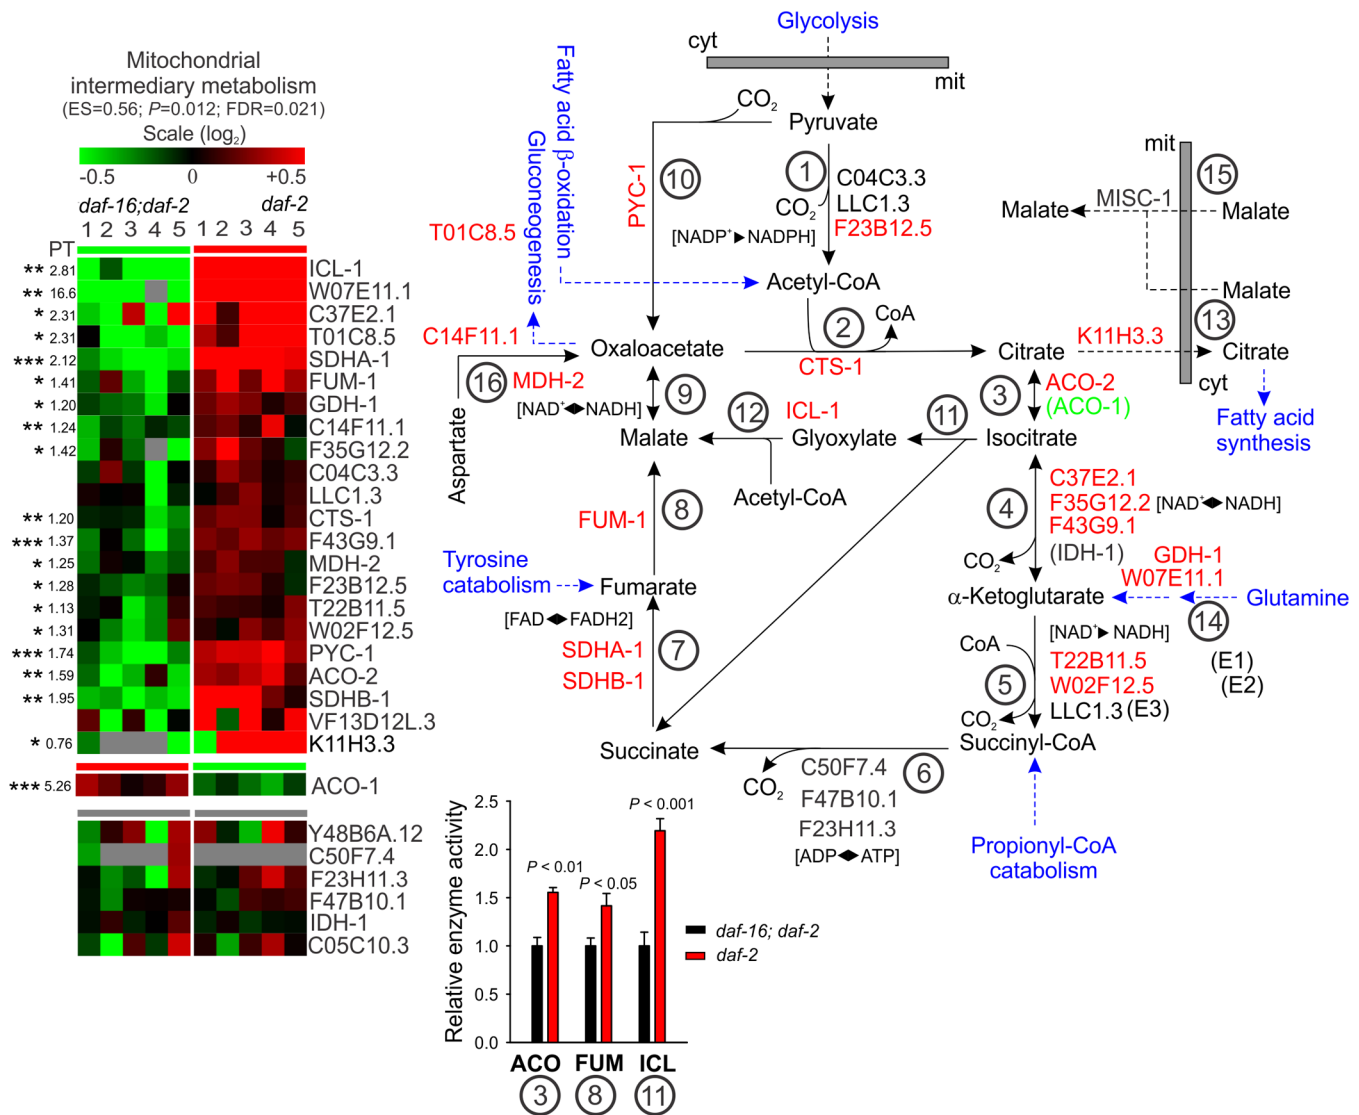 Mitochondrial
intermediary metabolism
(ES=0.56; P=0.012; FDR=0.021)
Scale (log2)
-0.5 0 +0.5
daf-16;daf-2 daf-2
PT 1 2 4 5 1 2 3 4 5
** 2.81 ICL-1
** 16.6 W07E11.1
* 2.31 C37E2.1
* 2.31 T01C8.5
*** 2.12 SDHA-1
* 1.41 FUM-1
* 1.20 GDH-1
** 1.24 C14F11.1
* 1.42 F35G12.2
C04C3.3
LLC1.3
** 1.20 CTS-1
*** 1.37 F43G9.1
* 1.25 MDH-2
* 1.28 F23B12.5
* 1.13 T22B11.5
* 1.31 W02F12.5
*** 1.74 PYC-1
** 1.59 ACO-2
** 1.95 SDHB-1
VF13D12L.3
* 0.76 K11H3.3
*** 5.26 ACO-1
Y48B6A.12
C50F7.4
F23H11.3
F47B10.1
IDH-1
C05C10.3
Glycolysis
cyt
mit
Fatty acid β-oxidation
Gluconeogenesis
CO2
Pyruvate
PYC-1
10
1
C04C3.3
LLC1.3
F23B12.5
CO2
[NADP+ ▶ NADPH]
Acetyl-CoA
T01C8.5
C14F11.1
Oxaloacetate
2
CoA
CTS-1
Citrate
K11H3.3
mit
15
MISC-1
Malate
Malate
Malate
13
Citrate
cyt
Fatty acid
synthesis
16
MDH-2
[NAD+ ◀▶ NADH]
9
Aspartate
12
ICL-1
11
3
ACO-2
(ACO-1)
Malate
Glyoxylate
Isocitrate
Acetyl-CoA
FUM-1
8
4
C37E2.1
F35G12.2
F43G9.1
(IDH-1)
[NAD+ ◀▶ NADH]
CO2
Tyrosine
catabolism
Fumarate
GDH-1
W07E11.1
α-Ketoglutarate
Glutamine
14
[FAD ◀▶ FADH2]
SDHA-1
SDHB-1
7
[NAD+ ▶ NADH]
CoA
T22B11.5
W02F12.5
LLC1.3
(E1)
(E2)
(E3)
5
CO2
Succinate
Succinyl-CoA
CO2
C50F7.4
F47B10.1
F23H11.3
[ADP ◀▶ ATP]
6
Propionyl-CoA
catabolism
Relative enzyme activity
2.5
2.0
1.5
1.0
0.5
0.0
P < 0.01
P < 0.05
P < 0.001
daf-16; daf-2
daf-2
ACO FUM ICL
3 8 11